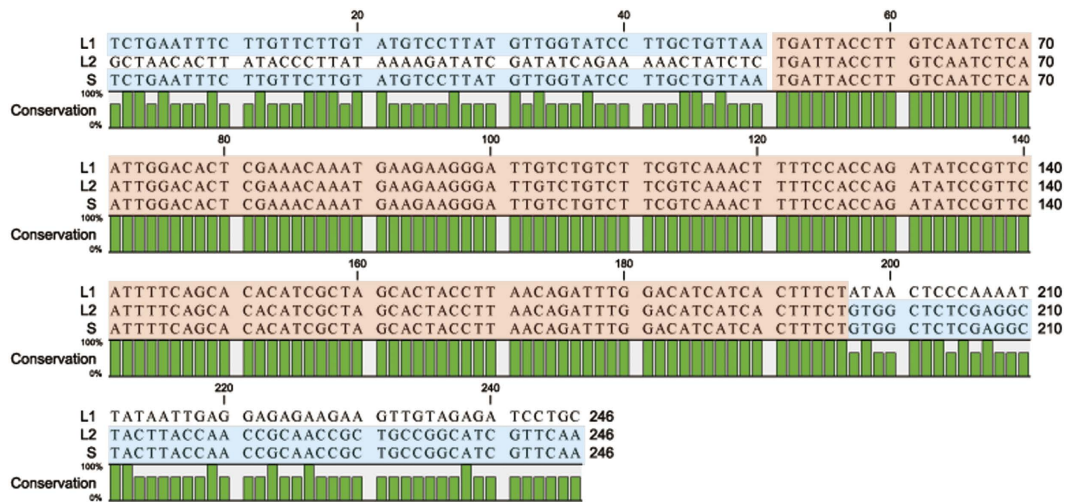 20 40 60
L1 TCTGAATTTC TTGTTCTTGT ATGTCCTTAT GTTGGTATCC TTGCTGTTAA TGATTACCTT GTCAATCTCA 70
L2 GCTAACACTT ATACCCTTAT AAAAGATATC GATATCAGAA AAACTATCTC TGATTACCTT GTCAATCTCA 70
S TCTGAATTTC TTGTTCTTGT ATGTCCTTAT GTTGGTATCC TTGCTGTTAA TGATTACCTT GTCAATCTCA 70
100%
Conservation
0%
80 100 120 140
L1 ATTGGACACT CGAAACAAAT GAAGAAGGGA TTGTCTGTCT TCGTCAAACT TTTCCACCAG ATATCCGTTC 140
L2 ATTGGACACT CGAAACAAAT GAAGAAGGGA TTGTCTGTCT TCGTCAAACT TTTCCACCAG ATATCCGTTC 140
S ATTGGACACT CGAAACAAAT GAAGAAGGGA TTGTCTGTCT TCGTCAAACT TTTCCACCAG ATATCCGTTC 140
100%
Conservation
0%
160 180 200
L1 ATTTTCAGCA CACATCGCTA GCACTACCTT AACAGATTTG GACATCATCA CTTTCTATAA CTCCCAAAAT 210
L2 ATTTTCAGCA CACATCGCTA GCACTACCTT AACAGATTTG GACATCATCA CTTTCTGTGG CTCTCGAGGC 210
S ATTTTCAGCA CACATCGCTA GCACTACCTT AACAGATTTG GACATCATCA CTTTCTGTGG CTCTCGAGGC 210
100%
Conservation
0%
220 240
L1 TATAATTGAG GAGAGAAGAA GTTGTAGAGA TCCTGC 246
L2 TACTTACCAA CCGCAACCGC TGCCGGCATC GTTCAA 246
S TACTTACCAA CCGCAACCGC TGCCGGCATC GTTCAA 246
100%
Conservation
0%